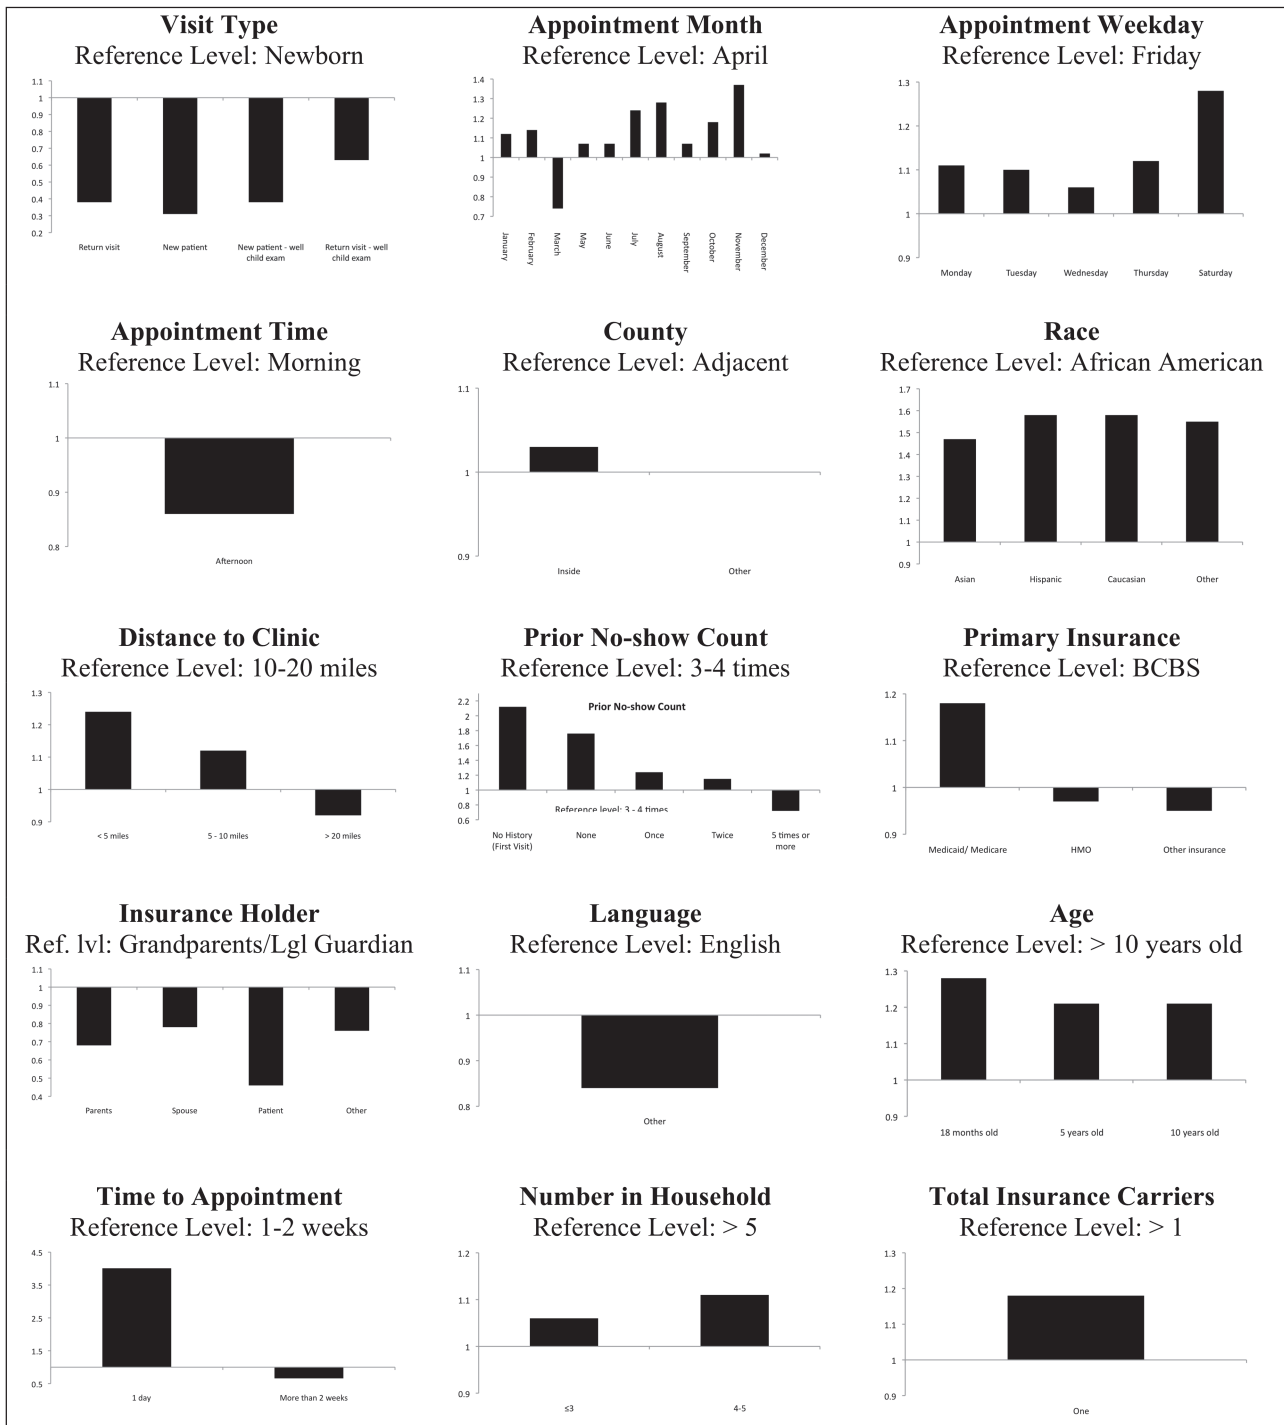 Visit Type
Reference Level: Newborn
1.1
1
0.9
0.8
0.7
0.6
0.5
0.4
0.3
0.2
Return visit
New patient
New patient - well
child exam
Return visit - well
child exam
Appointment Month
Reference Level: April
1.4
1.3
1.2
1.1
1
0.9
0.8
0.7
January
February
March
May
June
July
August
September
October
November
December
Appointment Weekday
Reference Level: Friday
1.3
1.2
1.1
1
0.9
Monday
Tuesday
Wednesday
Thursday
Saturday
Appointment Time
Reference Level: Morning
1.1
1
0.9
0.8
Afternoon
County
Reference Level: Adjacent
1.1
1
0.9
Inside
Other
Race
Reference Level: African American
1.7
1.6
1.5
1.4
1.3
1.2
1.1
1
0.9
Asian
Hispanic
Caucasian
Other
Distance to Clinic
Reference Level: 10-20 miles
1.3
1.2
1.1
1
0.9
< 5 miles
5 - 10 miles
> 20 miles
Prior No-show Count
Reference Level: 3-4 times
Prior No-show Count
2.2
2
1.8
1.6
1.4
1.2
1
0.8
0.6
Reference level: 3 - 4 times
No History
(First Visit)
None
Once
Twice
5 times or
more
Primary Insurance
Reference Level: BCBS
1.2
1.1
1
0.9
Medicaid/ Medicare
HMO
Other insurance
Insurance Holder
Ref. lvl: Grandparents/Lgl Guardian
1.1
1
0.9
0.8
0.7
0.6
0.5
0.4
Parents
Spouse
Patient
Other
Language
Reference Level: English
1.1
1
0.9
0.8
Other
Age
Reference Level: > 10 years old
1.3
1.2
1.1
1
0.9
18 months old
5 years old
10 years old
Time to Appointment
Reference Level: 1-2 weeks
4.5
3.5
2.5
1.5
0.5
1 day
More than 2 weeks
Number in Household
Reference Level: > 5
1.2
1.1
1
0.9
≤3
4-5
Total Insurance Carriers
Reference Level: > 1
1.3
1.2
1.1
1
0.9
One